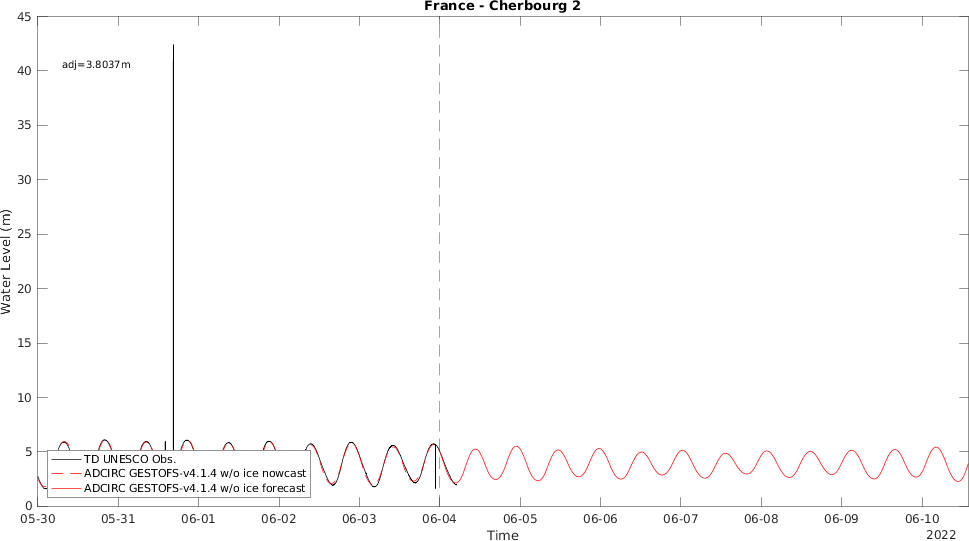 France - Cherbourg 2
adj=3.8037m
45
40
35
30
25
20
15
10
5
0
Water Level (m)
TD UNESCO Obs.
ADCIRC GESTOFS-v4.1.4 w/o ice nowcast
ADCIRC GESTOFS-v4.1.4 w/o ice forecast
05-30 05-31 06-01 06-02 06-03 06-04 06-05 06-06 06-07 06-08 06-09 06-10
Time
2022